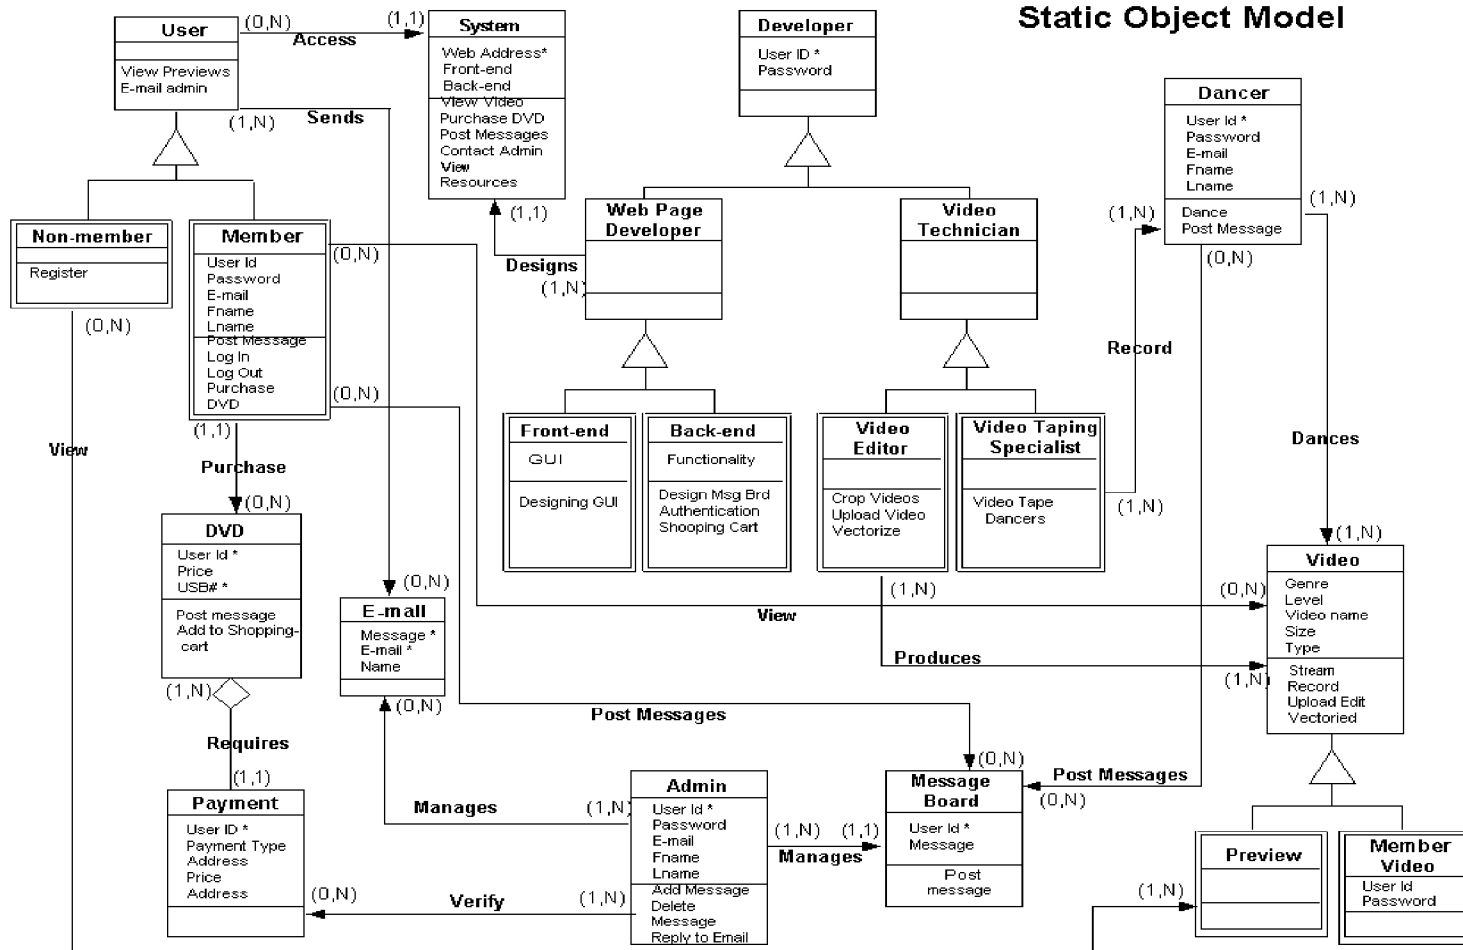 Static Object Model
User
View Previews
E-mail admin
(0,N)
Access
(1,1)
System
Web Address*
Front-end
Back-end
View Video
Purchase DVD
Post Messages
Contact Admin
View
Resources
Developer
User ID *
Password
Dancer
User Id *
Password
E-mail
Fname
Lname
Dance
Post Message
(1,N)
Sends
(1,1)
Designs
(1,N)
Web Page
Developer
Video
Technician
(1,N)
(1,N)
(0,N)
Record
Non-member
Register
(0,N)
Member
User Id
Password
E-mail
Fname
Lname
Post Message
Log In
Log Out
Purchase
DVD
(0,N)
(0,N)
(1,1)
Purchase
(0,N)
View
Front-end
GUI
Designing GUI
Back-end
Functionality
Design Msg Brd
Authentication
Shooping Cart
Video
Editor
Crop Videos
Upload Video
Vectorize
Video Taping
Specialist
Video Tape
Dancers
(1,N)
Dances
(1,N)
DVD
User Id *
Price
USB# *
Post message
Add to Shopping-
cart
(0,N)
E-mall
Message *
E-mail *
Name
(0,N)
(1,N)
View
(0,N)
Produces
(1,N)
Video
Genre
Level
Video name
Size
Type
Stream
Record
Upload Edit
Vectoried
(1,N)
Requires
(1,1)
Post Messages
(0,N)
Post Messages
(0,N)
Payment
User ID *
Payment Type
Address
Price
Address
Manages
(1,N)
Admin
User Id *
Password
E-mail
Fname
Lname
Add Message
Delete
Message
Reply to Email
(1,N)
(1,1)
Manages
Message
Board
User Id *
Message
Post
message
(0,N)
Verify
(1,N)
Preview
(1,N)
Member
Video
User Id
Password